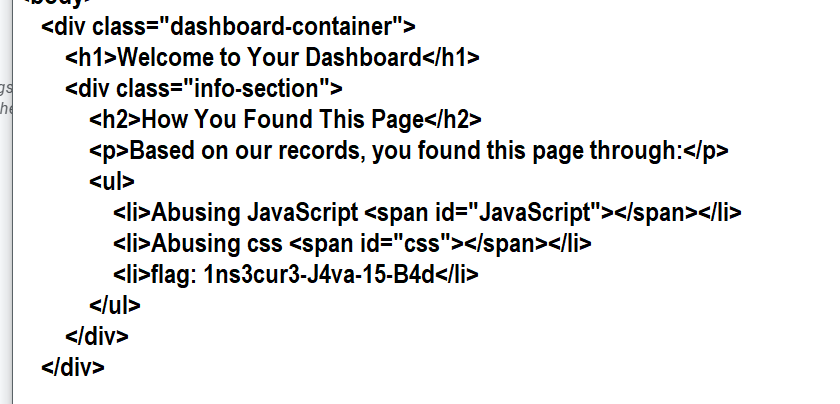 <body>
<div class="dashboard-container">
<h1>Welcome to Your Dashboard</h1>
<div class="info-section">
<h2>How You Found This Page</h2>
<p>Based on our records, you found this page through:</p>
<ul>
<li>Abusing JavaScript <span id="JavaScript"></span></li>
<li>Abusing css <span id="css"></span></li>
<li>flag: 1ns3cur3-J4va-15-B4d</li>
</ul>
</div>
</div>